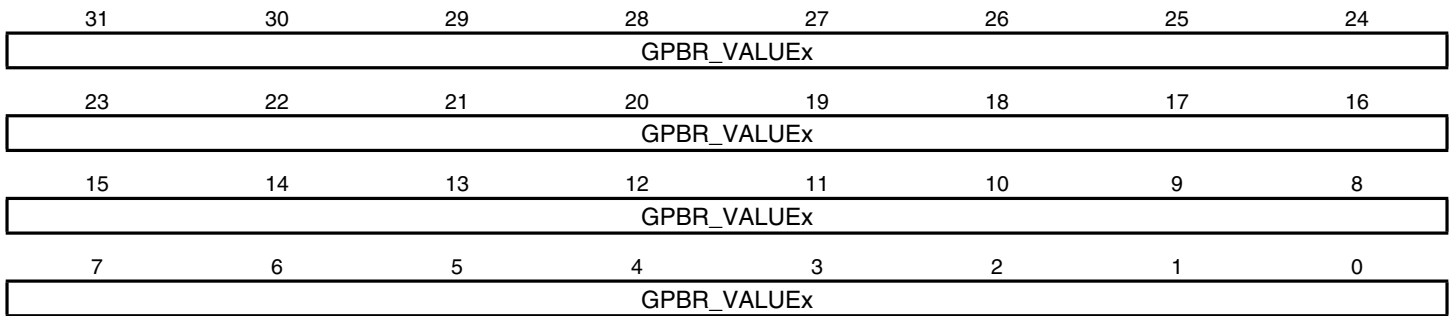 31 30 29 28 27 26 25 24
GPBR_VALUEx
23 22 21 20 19 18 17 16
GPBR_VALUEx
15 14 13 12 11 10 9 8
GPBR_VALUEx
7 6 5 4 3 2 1 0
GPBR_VALUEx